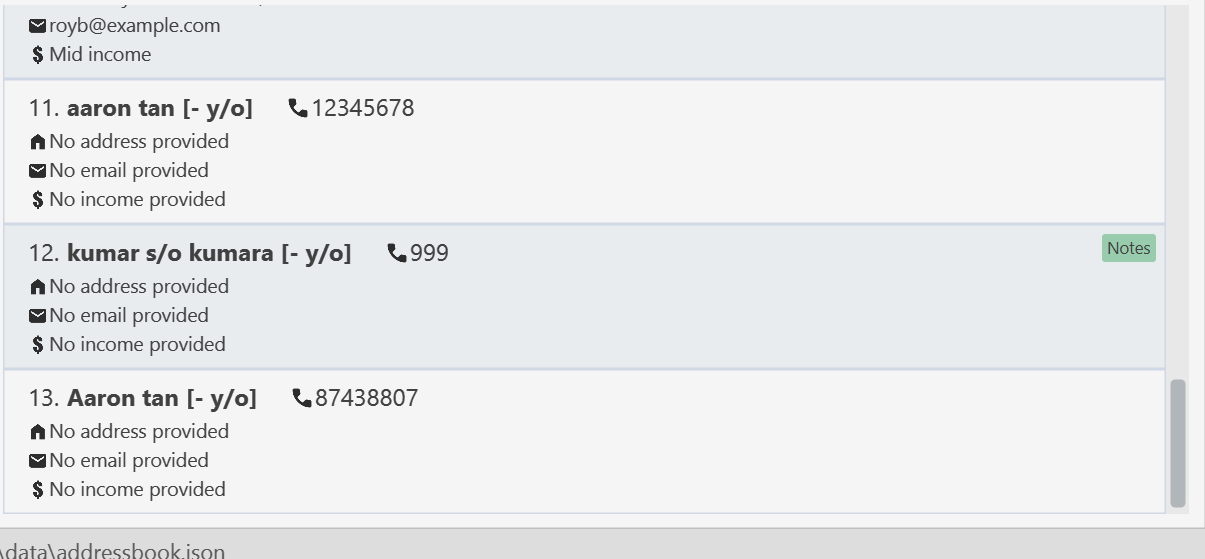 royb@example.com
Mid income
11. aaron tan [- y/o] 12345678
No address provided
No email provided
No income provided
12. kumar s/o kumara [- y/o] 999 Notes
No address provided
No email provided
No income provided
13. Aaron tan [- y/o] 87438807
No address provided
No email provided
No income provided
\data\addressbook.json